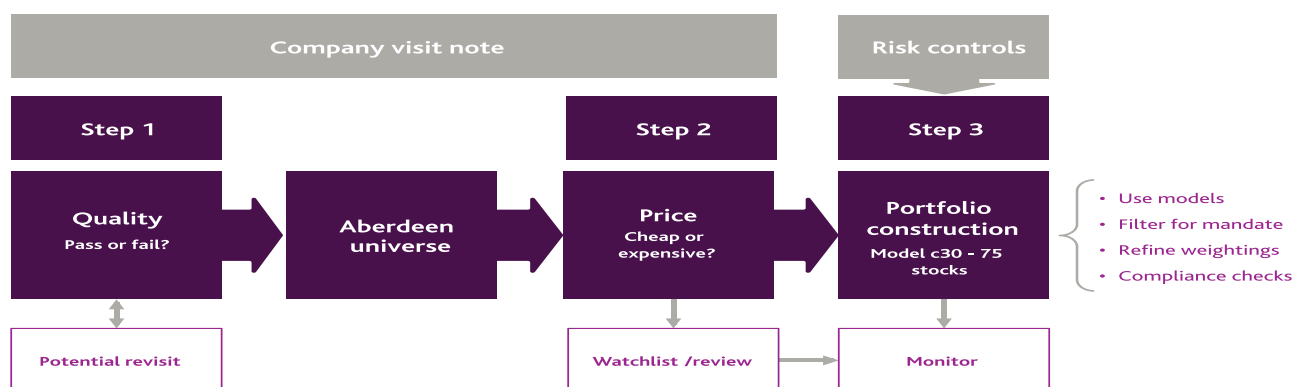 Company visit note
Risk controls
Step 1
Step 2
Step 3
Quality
Pass or fail?
Aberdeen
universe
Price
Cheap or
expensive?
Portfolio
construction
Model c30 - 75
stocks
• Use models
• Filter for mandate
• Refine weightings
• Compliance checks
Potential revisit
Watchlist /review
Monitor